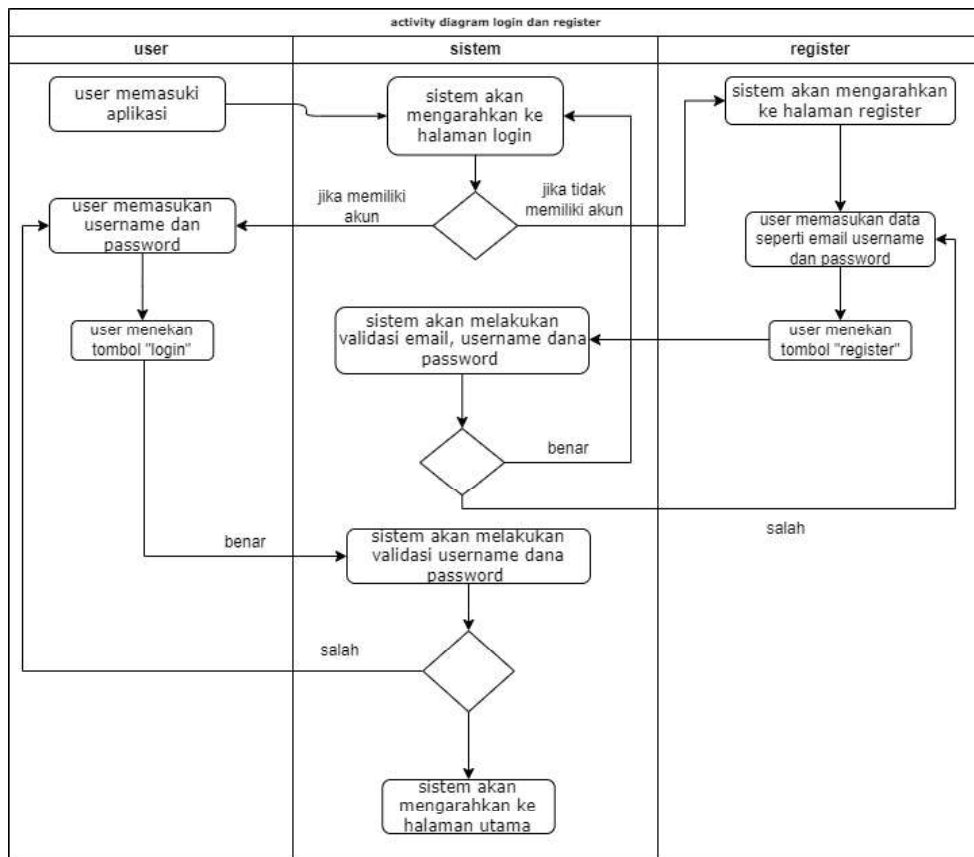 activity diagram login dan register
user
sistem
register
user memasuki
aplikasi
sistem akan
mengarahkan ke
halaman login
sistem akan mengarahkan
ke halaman register
jika memiliki
akun
jika tidak
memiliki akun
user memasukan
username dan
password
user memasukan data
seperti email username
dan password
user menekan
tombol "login"
sistem akan melakukan
validasi email, username dana
password
user menekan
tombol "register"
benar
salah
benar
sistem akan melakukan
validasi username dana
password
salah
sistem akan
mengarahkan ke
halaman utama